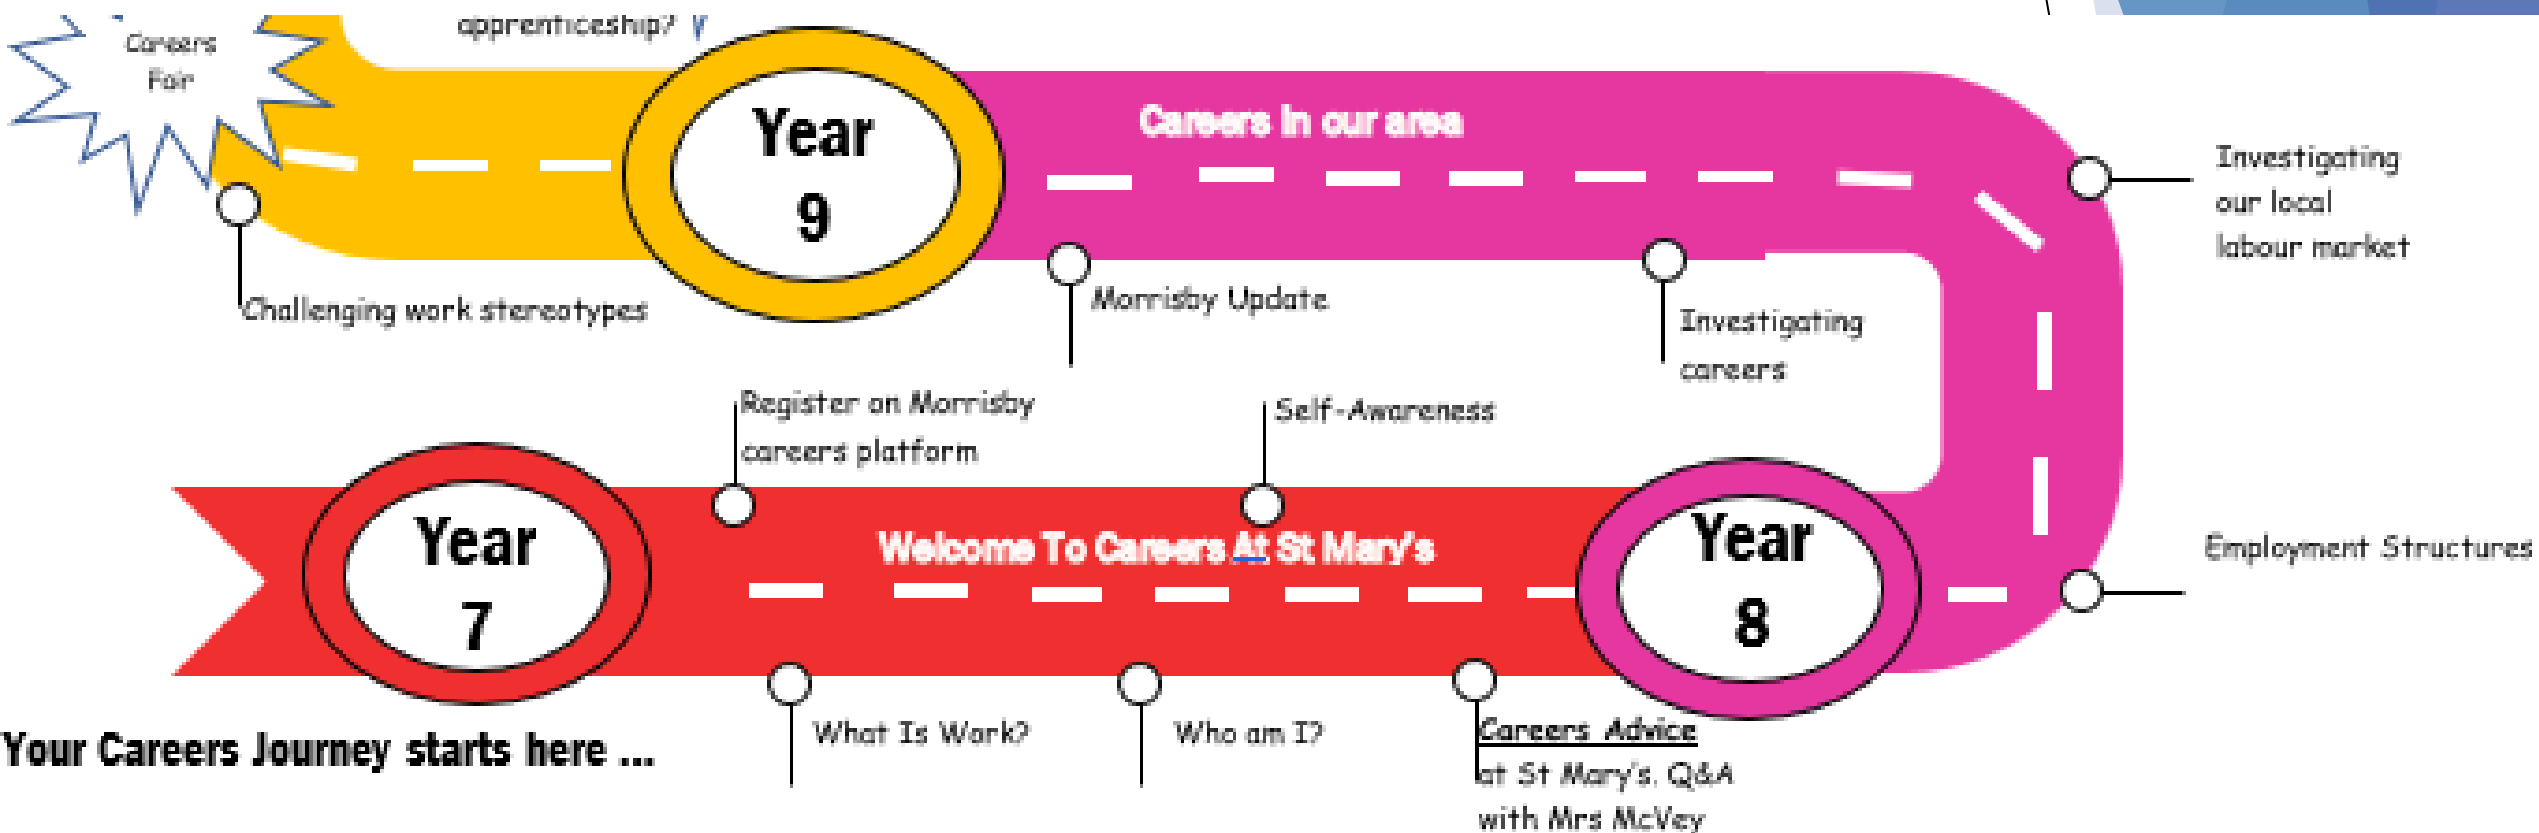 apprenticeship?
Careers
Fair
Year
9
Careers in our area
Investigating
our local
labour market
Challenging work stereotypes
Morrisby Update
Investigating
careers
Register on Morrisby
careers platform
Self-Awareness
Year
7
Welcome To Careers At St Mary's
Year
8
Employment Structures
What Is Work?
Who am I?
Careers Advice
at St Mary's. Q&A
with Mrs McVey
Your Careers Journey starts here ...